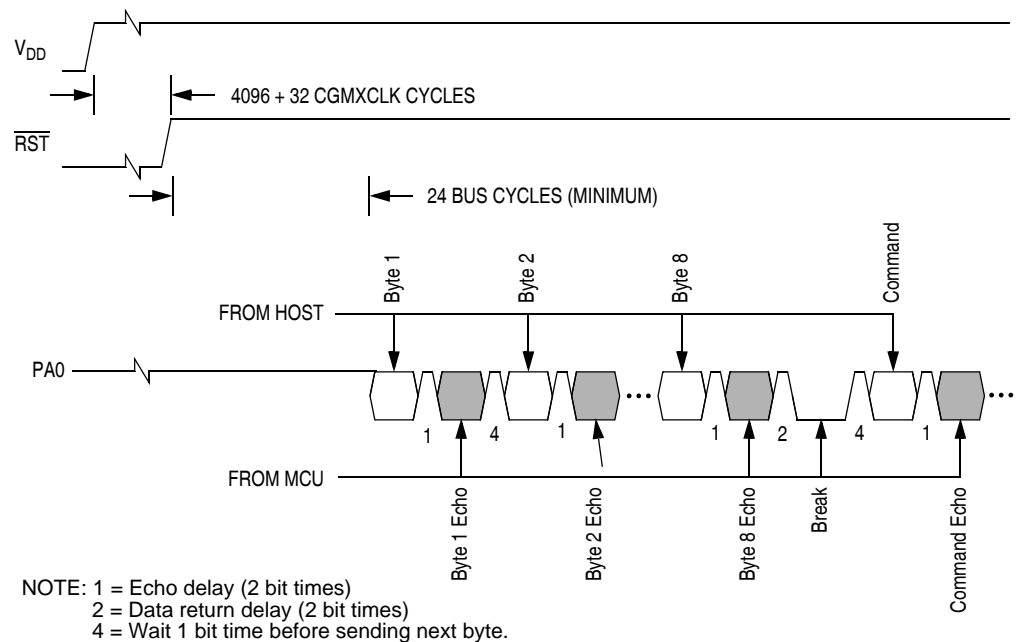 VDD
4096 + 32 CGMXCLK CYCLES
RST
24 BUS CYCLES (MINIMUM)
Byte 1
Byte 2
Byte 8
Command
FROM HOST
PA0
1
4
1
1
2
4
1
FROM MCU
Byte 1 Echo
Byte 2 Echo
Byte 8 Echo
Break
Command Echo
NOTE: 1 = Echo delay (2 bit times)
2 = Data return delay (2 bit times)
4 = Wait 1 bit time before sending next byte.